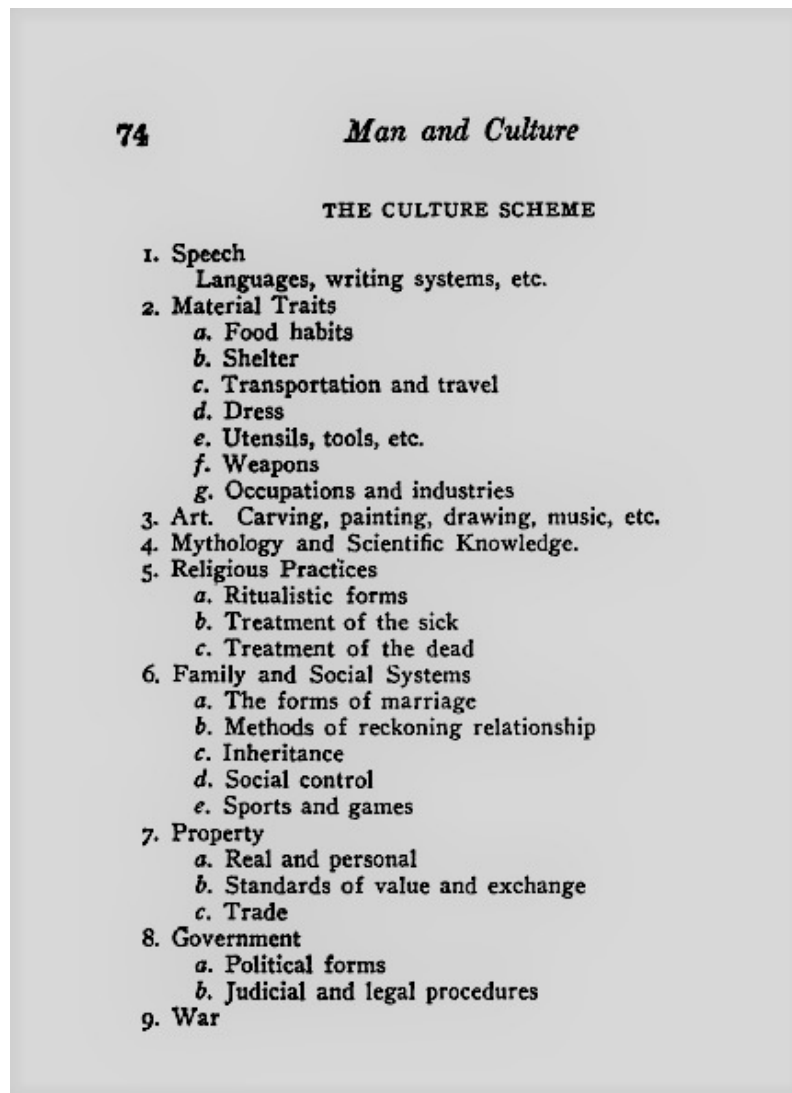 74 Man and Culture
THE CULTURE SCHEME
1. Speech
Languages, writing systems, etc.
2. Material Traits
a. Food habits
b. Shelter
c. Transportation and travel
d. Dress
e. Utensils, tools, etc.
f. Weapons
g. Occupations and industries
3. Art. Carving, painting, drawing, music, etc.
4. Mythology and Scientific Knowledge.
5. Religious Practices
a. Ritualistic forms
b. Treatment of the sick
c. Treatment of the dead
6. Family and Social Systems
a. The forms of marriage
b. Methods of reckoning relationship
c. Inheritance
d. Social control
e. Sports and games
7. Property
a. Real and personal
b. Standards of value and exchange
c. Trade
8. Government
a. Political forms
b. Judicial and legal procedures
9. War